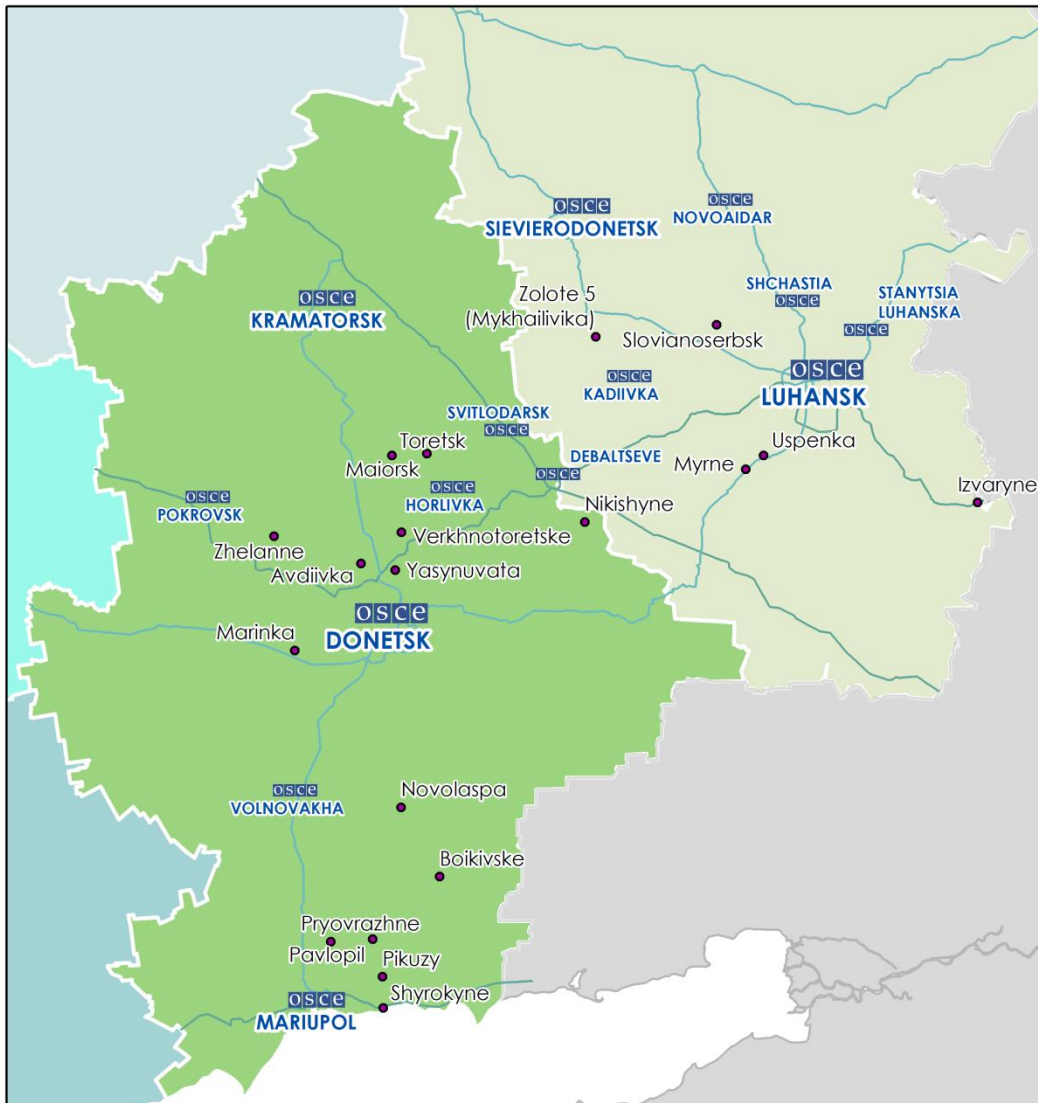 osce
SIEVIERODONETSK
osce
NOVOAIDAR
osce
KRAMATORSK
Zolote 5
(Mykhailivika)
Slovianoserbsk
SHCHASTIA
osce
STANYTSIA
LUHANSKA
osce
osce
KADIIVKA
osce
LUHANSK
SVITLODARSK
osce
Toretsk
Maiorsk
DEBALTSEVE
osce
Uspenka
Myrne
Izvaryne
osce
POKROVSK
osce
HORLIVKA
Nikishyne
Zhelanne
Verkhnotoretske
Avdiivka
Yasynuvata
osce
DONETSK
Marinka
osce
VOLNOVAKHA
Novolaspa
Boikivske
Pryovrazhne
Pavlopil
Pikuzy
osce
MARIUPOL
Shyrokyne